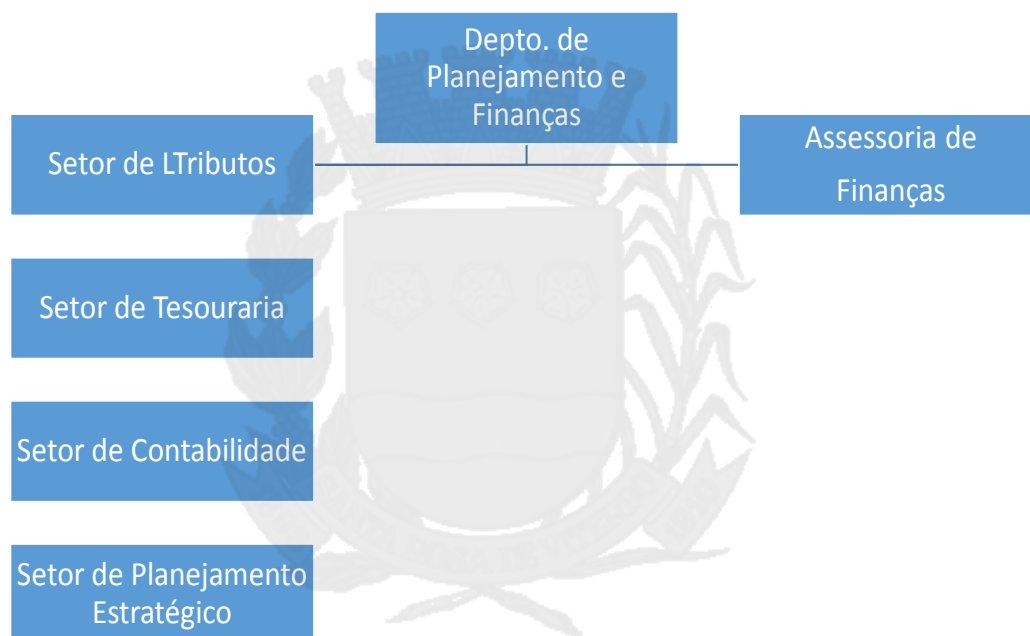 Depto. de
Planejamento e
Finanças
Setor de LTributos
Assessoria de
Finanças
Setor de Tesouraria
Setor de Contabilidade
Setor de Planejamento
Estratégico